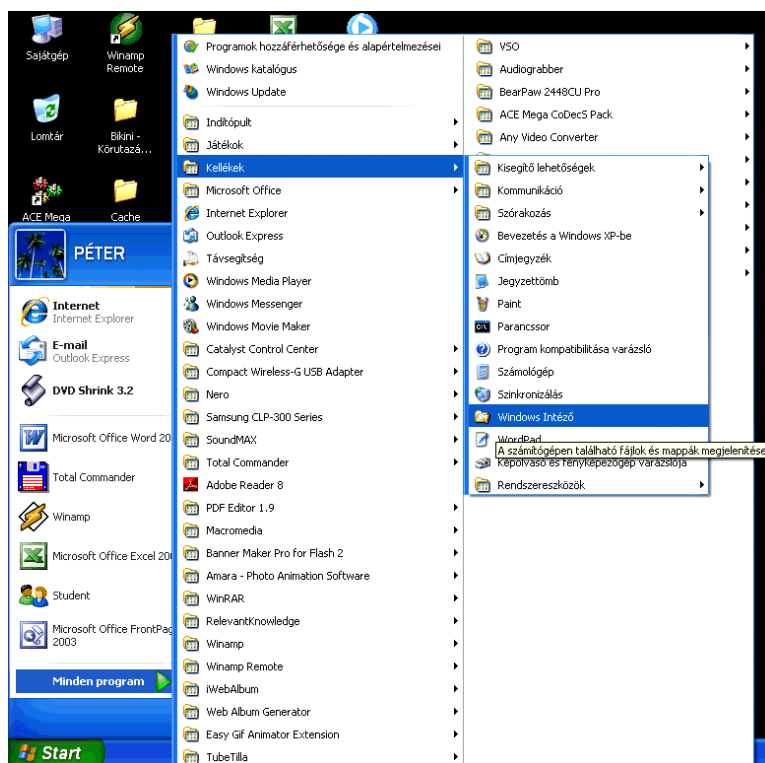 Sajátgép
Winamp
Remote
Lomtár
Bikini -
Körutazá...
ACE Mega
Cache
PÉTER
Internet
Internet Explorer
E-mail
Outlook Express
DVD Shrink 3.2
Microsoft Office Word 20
Total Commander
Winamp
Microsoft Office Excel 20
Student
Microsoft Office FrontPag
2003
Minden program
Start
Programok hozzáférhetősége és alapértelmezései
Windows katalógus
Windows Update
Indítópult
Játékok
Kellékek
Microsoft Office
Internet Explorer
Outlook Express
Távsegítség
Windows Media Player
Windows Messenger
Windows Movie Maker
Catalyst Control Center
Compact Wireless-G USB Adapter
Nero
Samsung CLP-300 Series
SoundMAX
Total Commander
Adobe Reader 8
PDF Editor 1.9
Macromedia
Banner Maker Pro for Flash 2
Amara - Photo Animation Software
WinRAR
RelevantKnowledge
Winamp
Winamp Remote
iWebAlbum
Web Album Generator
Easy Gif Animator Extension
TubeTilla
VSO
Audiograbber
BearPaw 2448CU Pro
ACE Mega CoDecS Pack
Any Video Converter
Kisegítő lehetőségek
Kommunikáció
Szórakozás
Bevezetés a Windows XP-be
Címjegyzék
Jegyzettömb
Paint
Parancssor
Program kompatibilitása varázsló
Számológép
Szinkronizálás
Windows Intéző
WordPad
A számítógépen található fájlok és mappák megjelenítése
Képolvasó és fényképezőgép varázslója
Rendszereszközök